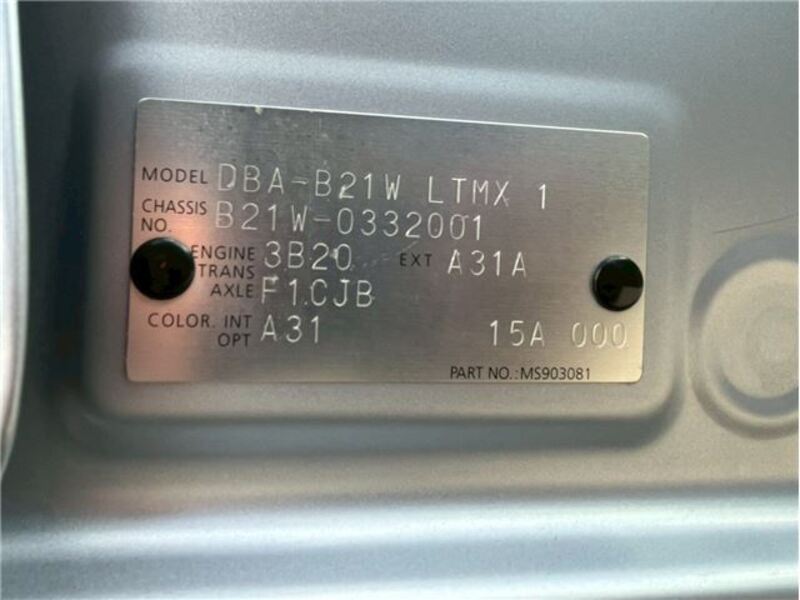 MODEL DBA-B21W LTMX 1
CHASSIS NO. B21W-0332001
ENGINE 3B20 EXT A31A
TRANS AXLE F1CJB
COLOR. INT OPT A31 15A 000
PART NO.:MS903081